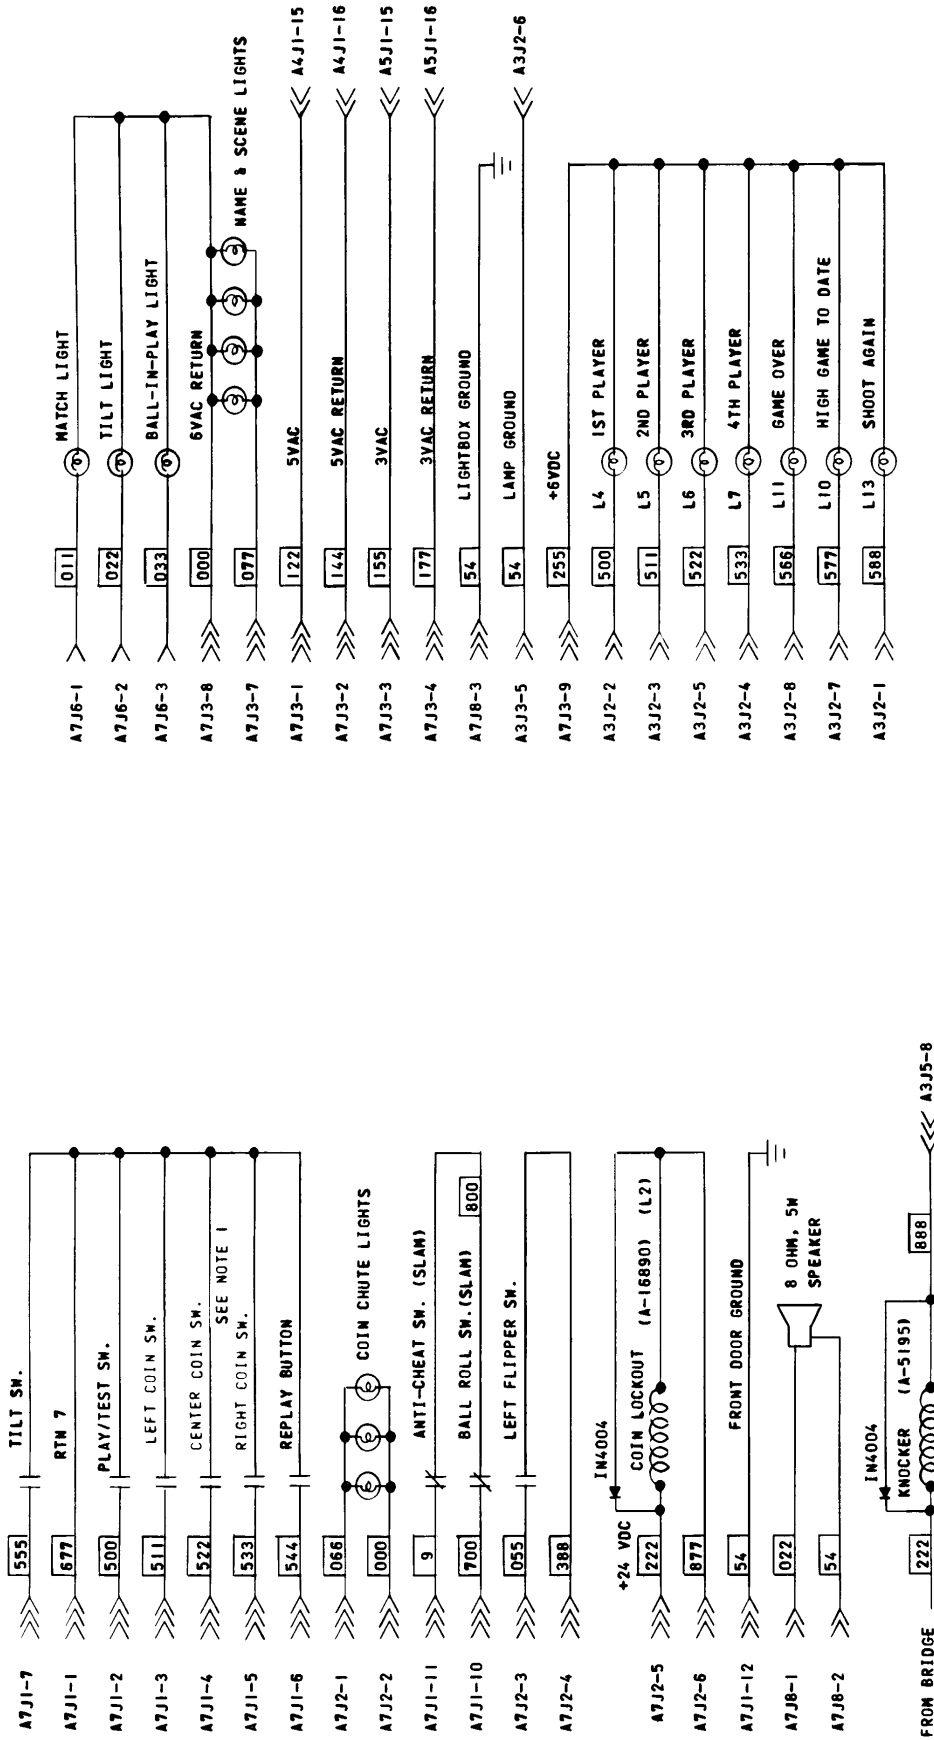 A7J1-7 555 TILT SW.
A7J1-1 677 RTN 7
A7J1-2 500 PLAY/TEST SW.
A7J1-3 511 LEFT COIN SW.
A7J1-4 522 CENTER COIN SW.
SEE NOTE 1
A7J1-5 533 RIGHT COIN SW.
A7J1-6 544 REPLAY BUTTON
A7J2-1 066
COIN CHUTE LIGHTS
A7J2-2 000
A7J1-11 9 ANTI-CHEAT SW. (SLAM)
A7J1-10 700 BALL ROLL SW. (SLAM) 800
A7J2-3 055 LEFT FLIPPER SW.
A7J2-4 388
IN4004
+24 VDC
COIN LOCKOUT (A-16890) (L2)
A7J2-5 222
A7J2-6 877
A7J1-12 54 FRONT DOOR GROUND
A7J8-1 022 8 OHM, 5W
SPEAKER
A7J8-2 54
IN4004
KNOCKER (A-5195)
FROM BRIDGE 222 888 A3J5-8
A7J6-1 011 MATCH LIGHT
A7J6-2 022 TILT LIGHT
A7J6-3 033 BALL-IN-PLAY LIGHT
A7J3-8 000 6VAC RETURN
NAME & SCENE LIGHTS
A7J3-7 077
A7J3-1 122 5VAC A4J1-15
A7J3-2 144 5VAC RETURN A4J1-16
A7J3-3 155 3VAC A5J1-15
A7J3-4 177 3VAC RETURN A5J1-16
A7J8-3 54 LIGHTBOX GROUND
A3J3-5 54 LAMP GROUND A3J2-6
A7J3-9 255 +6VDC
A3J2-2 500 L4 1ST PLAYER
A3J2-3 511 L5 2ND PLAYER
A3J2-5 522 L6 3RD PLAYER
A3J2-4 533 L7 4TH PLAYER
A3J2-8 566 L11 GAME OVER
A3J2-7 577 L10 HIGH GAME TO DATE
A3J2-1 588 L13 SHOOT AGAIN